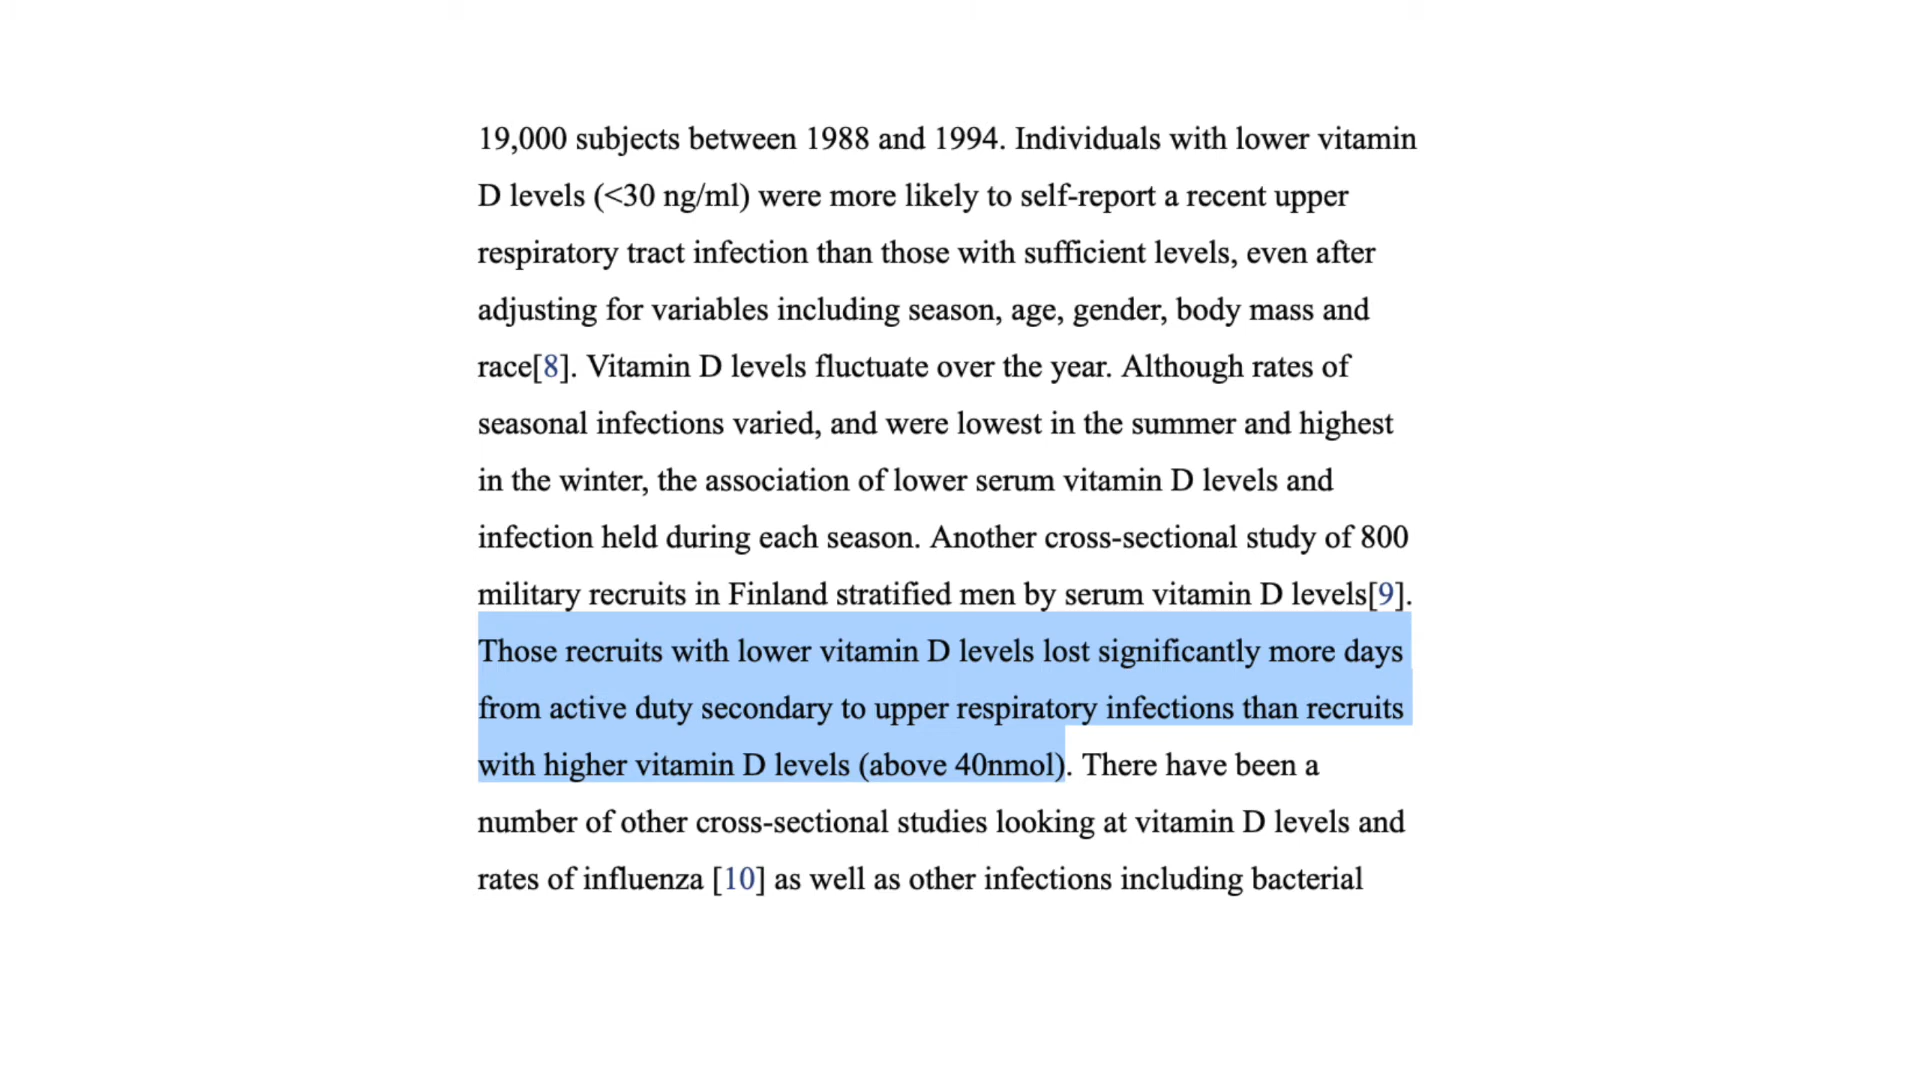 19,000 subjects between 1988 and 1994. Individuals with lower vitamin
D levels (<30 ng/ml) were more likely to self-report a recent upper
respiratory tract infection than those with sufficient levels, even after
adjusting for variables including season, age, gender, body mass and
race[8]. Vitamin D levels fluctuate over the year. Although rates of
seasonal infections varied, and were lowest in the summer and highest
in the winter, the association of lower serum vitamin D levels and
infection held during each season. Another cross-sectional study of 800
military recruits in Finland stratified men by serum vitamin D levels[9].
Those recruits with lower vitamin D levels lost significantly more days
from active duty secondary to upper respiratory infections than recruits
with higher vitamin D levels (above 40nmol). There have been a
number of other cross-sectional studies looking at vitamin D levels and
rates of influenza [10] as well as other infections including bacterial